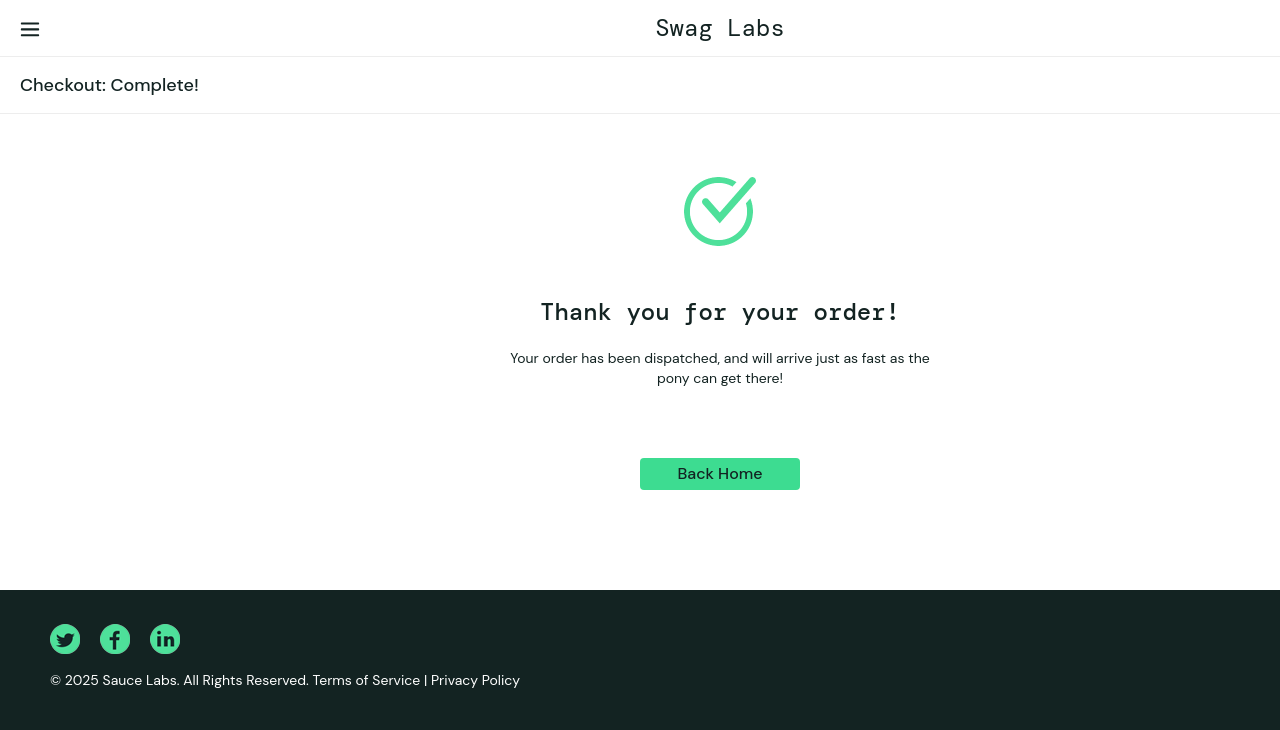 Swag Labs
Checkout: Complete!
Thank you for your order!
Your order has been dispatched, and will arrive just as fast as the
pony can get there!
Back Home
© 2025 Sauce Labs. All Rights Reserved. Terms of Service | Privacy Policy